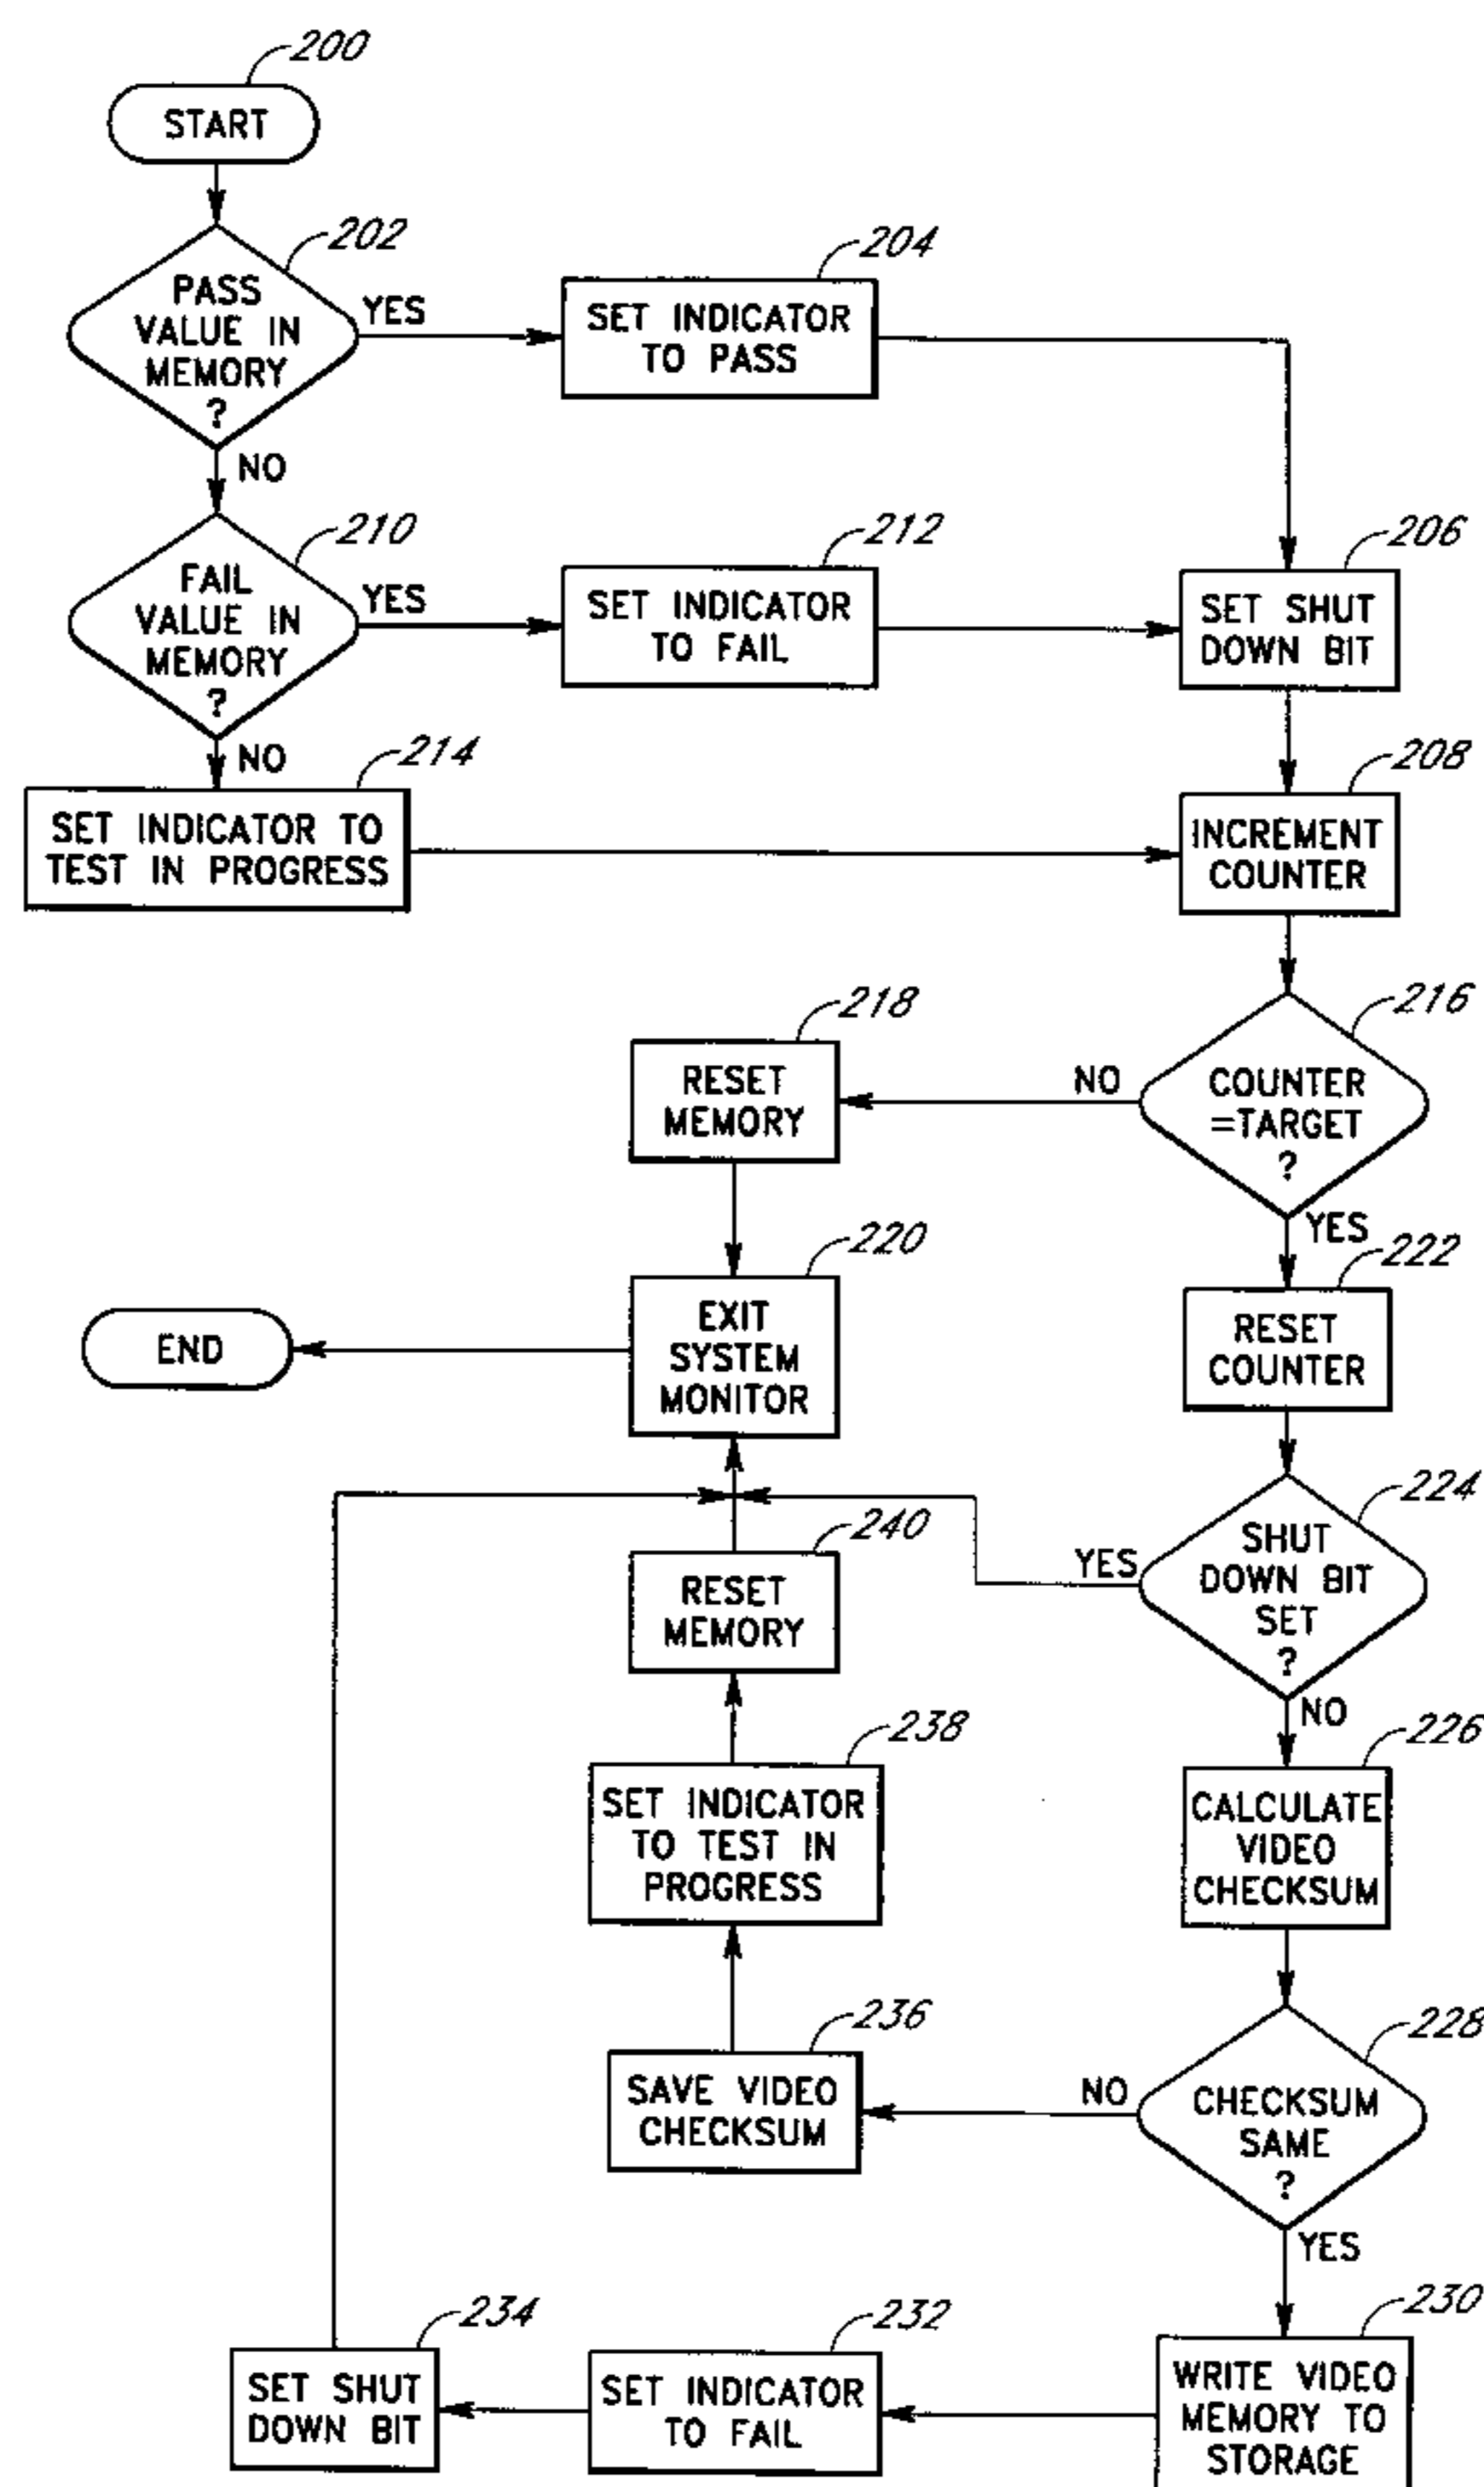 200
START
202
PASS
VALUE IN
MEMORY
?
YES
NO
204
SET INDICATOR
TO PASS
210
FAIL
VALUE IN
MEMORY
?
YES
NO
212
SET INDICATOR
TO FAIL
206
SET SHUT
DOWN BIT
214
SET INDICATOR TO
TEST IN PROGRESS
208
INCREMENT
COUNTER
216
COUNTER
=TARGET
?
NO
YES
218
RESET
MEMORY
220
EXIT
SYSTEM
MONITOR
END
222
RESET
COUNTER
224
SHUT
DOWN BIT
SET
?
YES
NO
240
RESET
MEMORY
238
SET INDICATOR
TO TEST IN
PROGRESS
226
CALCULATE
VIDEO
CHECKSUM
236
SAVE VIDEO
CHECKSUM
228
CHECKSUM
SAME
?
NO
YES
234
SET SHUT
DOWN BIT
232
SET INDICATOR
TO FAIL
230
WRITE VIDEO
MEMORY TO
STORAGE